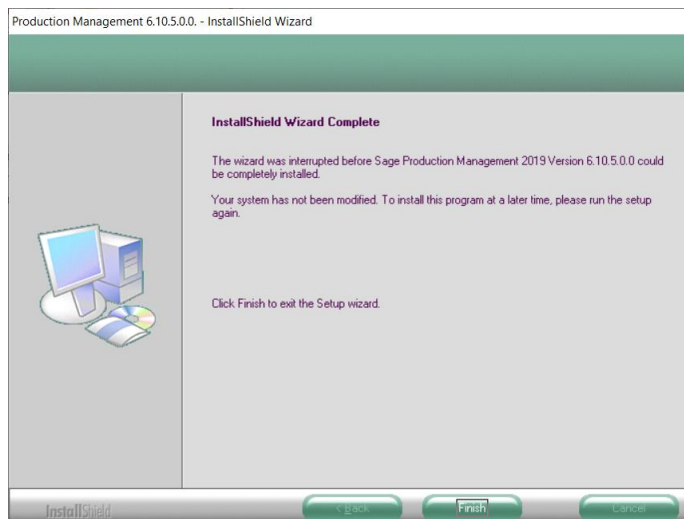 Production Management 6.10.5.0.0. - InstallShield Wizard
InstallShield Wizard Complete
The wizard was interrupted before Sage Production Management 2019 Version 6.10.5.0.0 could
be completely installed.
Your system has not been modified. To install this program at a later time, please run the setup
again.
Click Finish to exit the Setup wizard.
InstallShield
< Back
Finish
Cancel